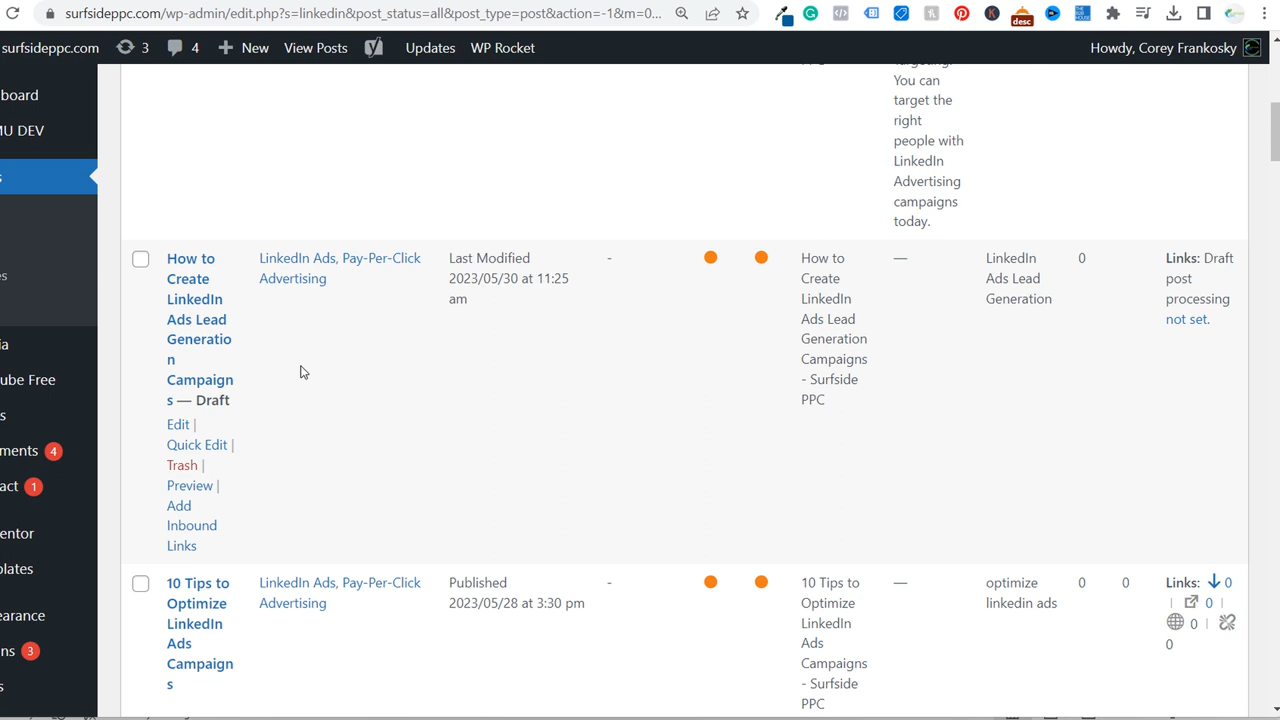 surfsideppc.com/wp-admin/edit.php?s=linkedin&post_status=all&post_type=post&action=-1&m=0...
desc
surfsideppc.com
3
4
New
View Posts
Updates
WP Rocket
Howdy, Corey Frankosky
board
MU DEV
s
es
ia
ube Free
s
ments 4
act 1
entor
plates
earance
ns 3
s
You can
target the
right
people with
LinkedIn
Advertising
campaigns
today.
How to
Create
LinkedIn
Ads Lead
Generatio
n
Campaign
s — Draft
Edit |
Quick Edit |
Trash |
Preview |
Add
Inbound
Links
LinkedIn Ads, Pay-Per-Click
Advertising
Last Modified
2023/05/30 at 11:25
am
-
How to
Create
LinkedIn
Ads Lead
Generation
Campaigns
- Surfside
PPC
—
LinkedIn
Ads Lead
Generation
0
Links: Draft
post
processing
not set.
10 Tips to
Optimize
LinkedIn
Ads
Campaign
s
LinkedIn Ads, Pay-Per-Click
Advertising
Published
2023/05/28 at 3:30 pm
-
10 Tips to
Optimize
LinkedIn
Ads
Campaigns
- Surfside
PPC
—
optimize
linkedin ads
0
0
Links: 0
| 0 |
0 |
0